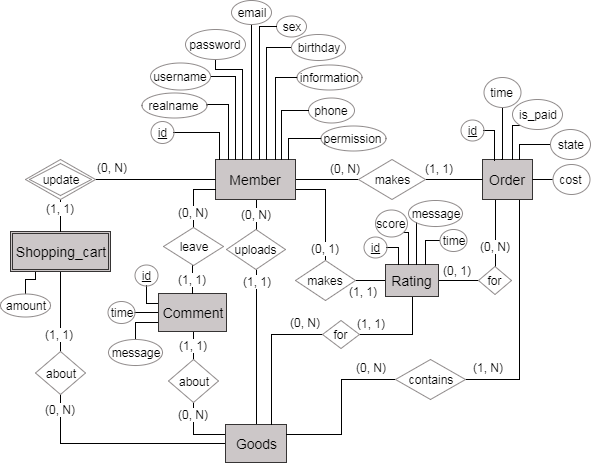 email
sex
password
birthday
username
information
realname
phone
id
permission
time
is_paid
id
state
cost
update
(0, N)
Member
(0, N)
makes
(1, 1)
Order
(1, 1)
Shopping_cart
amount
(0, N)
leave
(1, 1)
(0, N)
uploads
(1, 1)
(0, 1)
makes
(1, 1)
score
message
id
time
Rating
(0, 1)
(0, N)
for
id
time
message
Comment
(0, N)
for
(1, 1)
(1, 1)
about
(0, N)
(1, 1)
about
(0, N)
(0, N)
contains
(1, N)
Goods